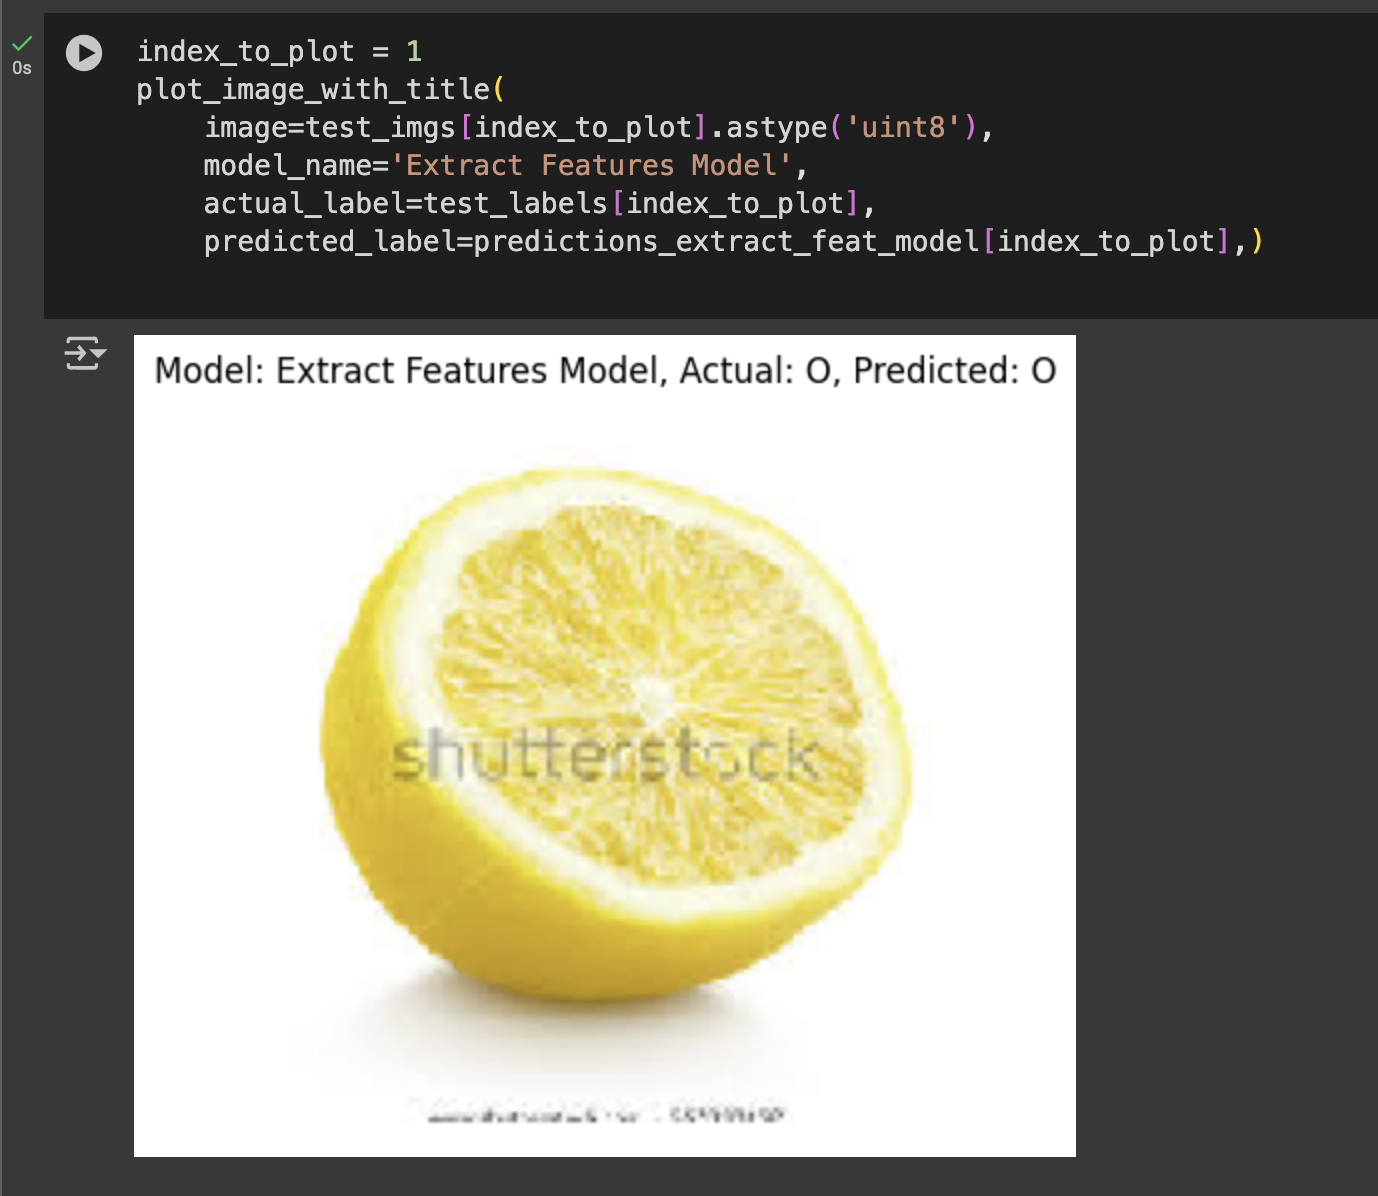 0s
index_to_plot = 1
plot_image_with_title(
    image=test_imgs[index_to_plot].astype('uint8'),
    model_name='Extract Features Model',
    actual_label=test_labels[index_to_plot],
    predicted_label=predictions_extract_feat_model[index_to_plot],)
Model: Extract Features Model, Actual: O, Predicted: O
shutterstock